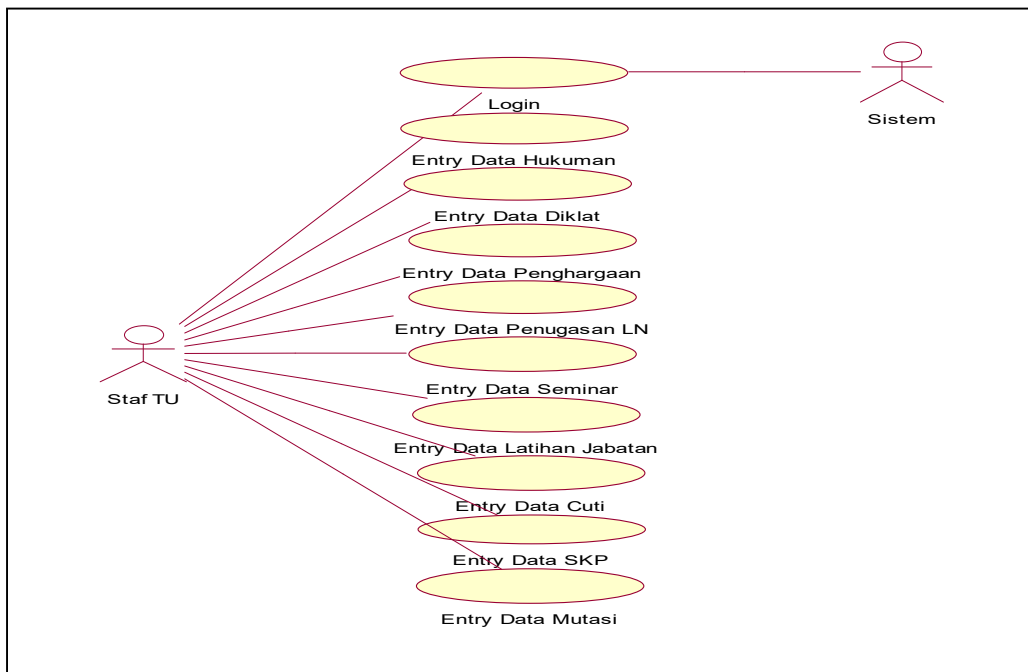 Login
Sistem
Entry Data Hukuman
Entry Data Diklat
Entry Data Penghargaan
Entry Data Penugasan LN
Staf TU
Entry Data Seminar
Entry Data Latihan Jabatan
Entry Data Cuti
Entry Data SKP
Entry Data Mutasi